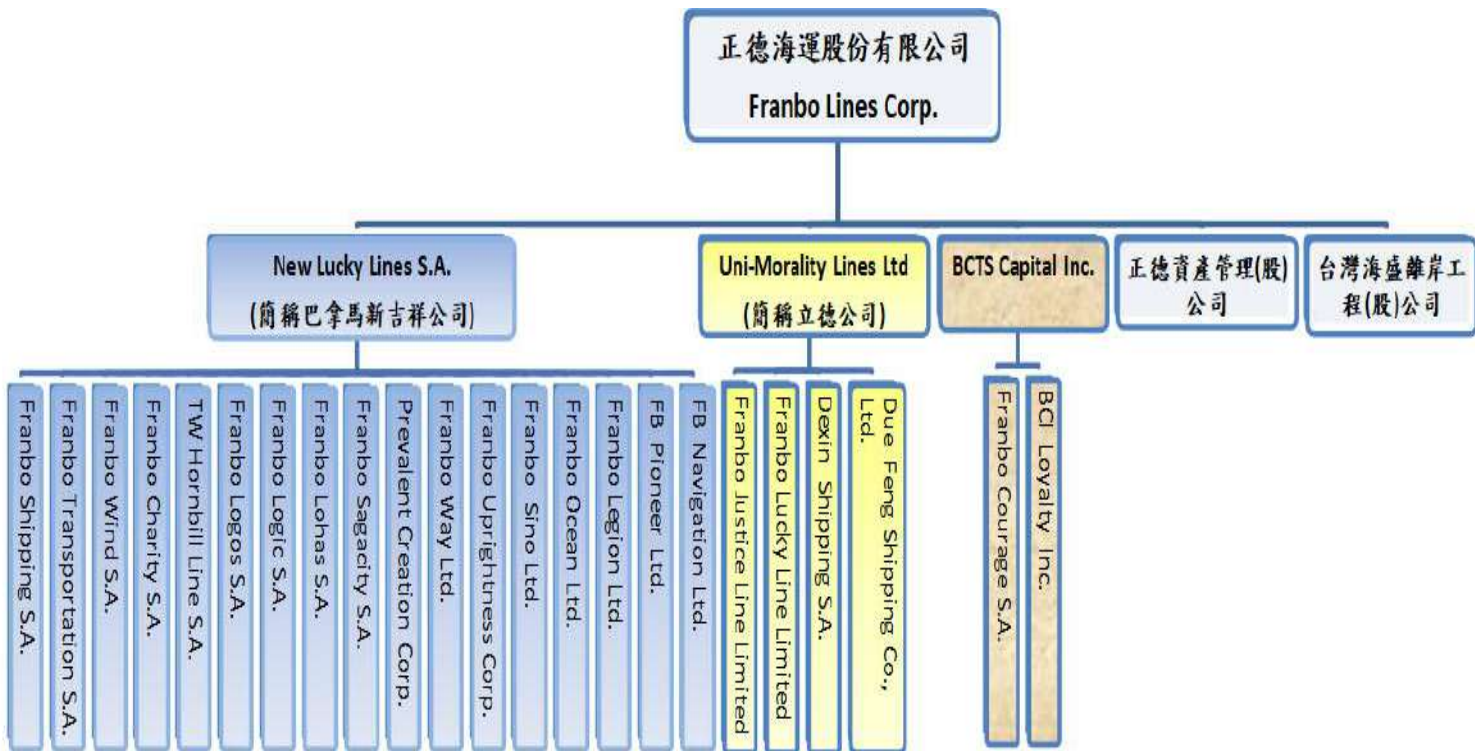 正德海運股份有限公司
Franbo Lines Corp.
New Lucky Lines S.A.
(簡稱巴拿馬新吉祥公司)
Uni-Morality Lines Ltd
(簡稱立德公司)
BCTS Capital Inc.
正德資產管理(股)
公司
台灣海盛離岸工
程(股)公司
Franbo Shipping S.A.
Franbo Transportation S.A.
Franbo Wind S.A.
Franbo Charity S.A.
TW Hornbill Line S.A.
Franbo Logos S.A.
Franbo Logic S.A.
Franbo Lohas S.A.
Franbo Sagacity S.A.
Prevalent Creation Corp.
Franbo Way Ltd.
Franbo Uprightness Corp.
Franbo Sino Ltd.
Franbo Ocean Ltd.
Franbo Legion Ltd.
FB Pioneer Ltd.
FB Navigation Ltd.
Franbo Justice Line Limited
Franbo Lucky Line Limited
Dexin Shipping S.A.
Due Feng Shipping Co.,
Ltd.
Franbo Courage S.A.
BCI Loyalty Inc.